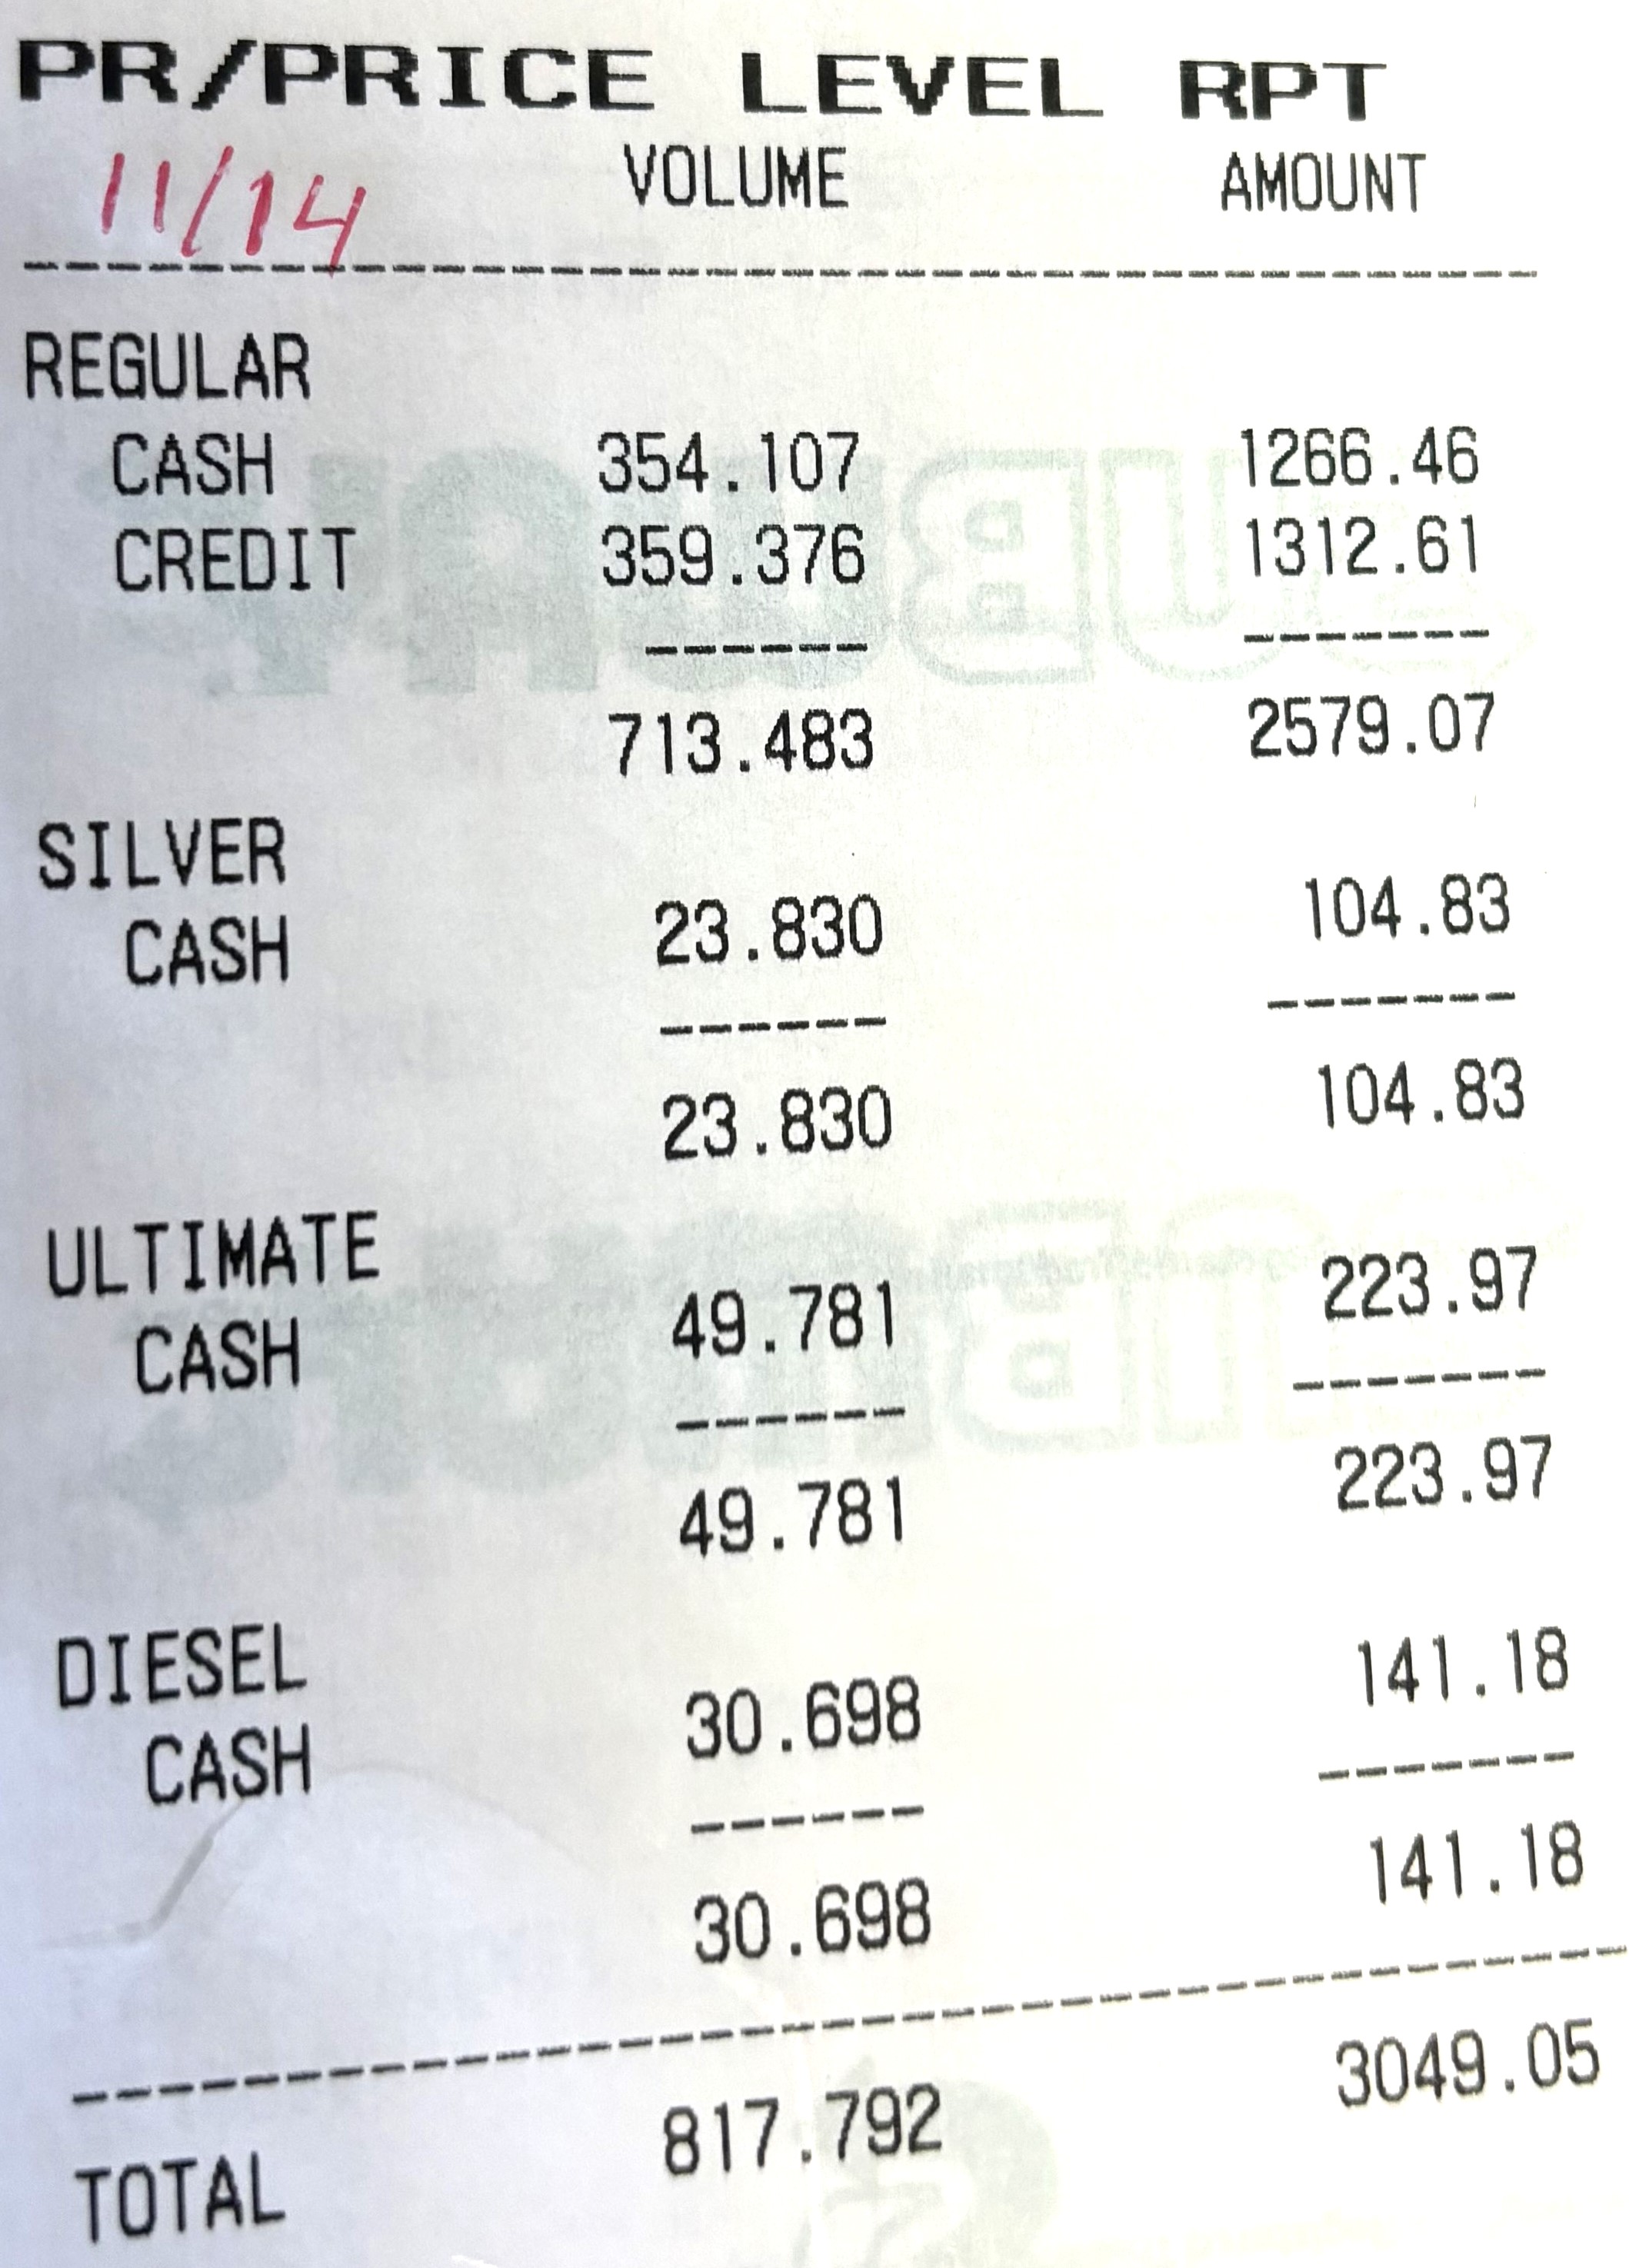 PR/PRICE LEVEL RPT
11/14 VOLUME AMOUNT
REGULAR
CASH 354.107 1266.46
CREDIT 359.376 1312.61
713.483 2579.07
SILVER
CASH 23.830 104.83
23.830 104.83
ULTIMATE
CASH 49.781 223.97
49.781 223.97
DIESEL
CASH 30.698 141.18
30.698 141.18
TOTAL 817.792 3049.05